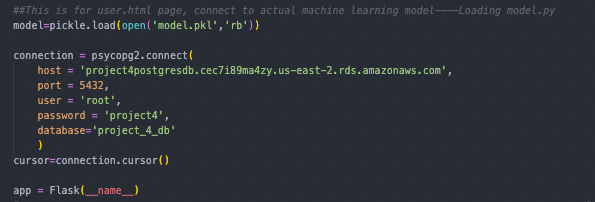 ##This is for user.html page, connect to actual machine learning model----Loading model.py
model=pickle.load(open('model.pkl','rb'))
connection = psycopg2.connect(
host = 'project4postgresdb.cec7i89ma4zy.us-east-2.rds.amazonaws.com',
port = 5432,
user = 'root',
password = 'project4',
database='project_4_db'
)
cursor=connection.cursor()
app = Flask(__name__)